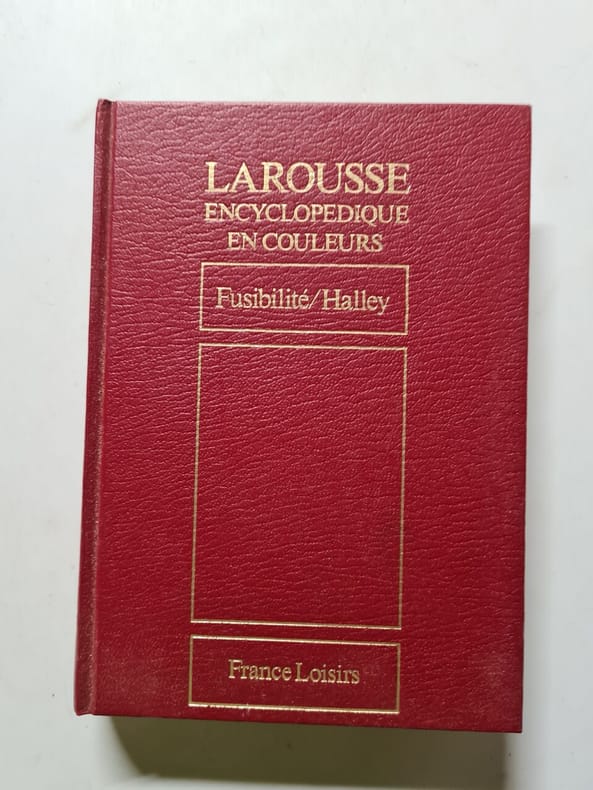 LAROUSSE
ENCYCLOPEDIQUE
EN COULEURS
Fusibilité/Halley
France Loisirs